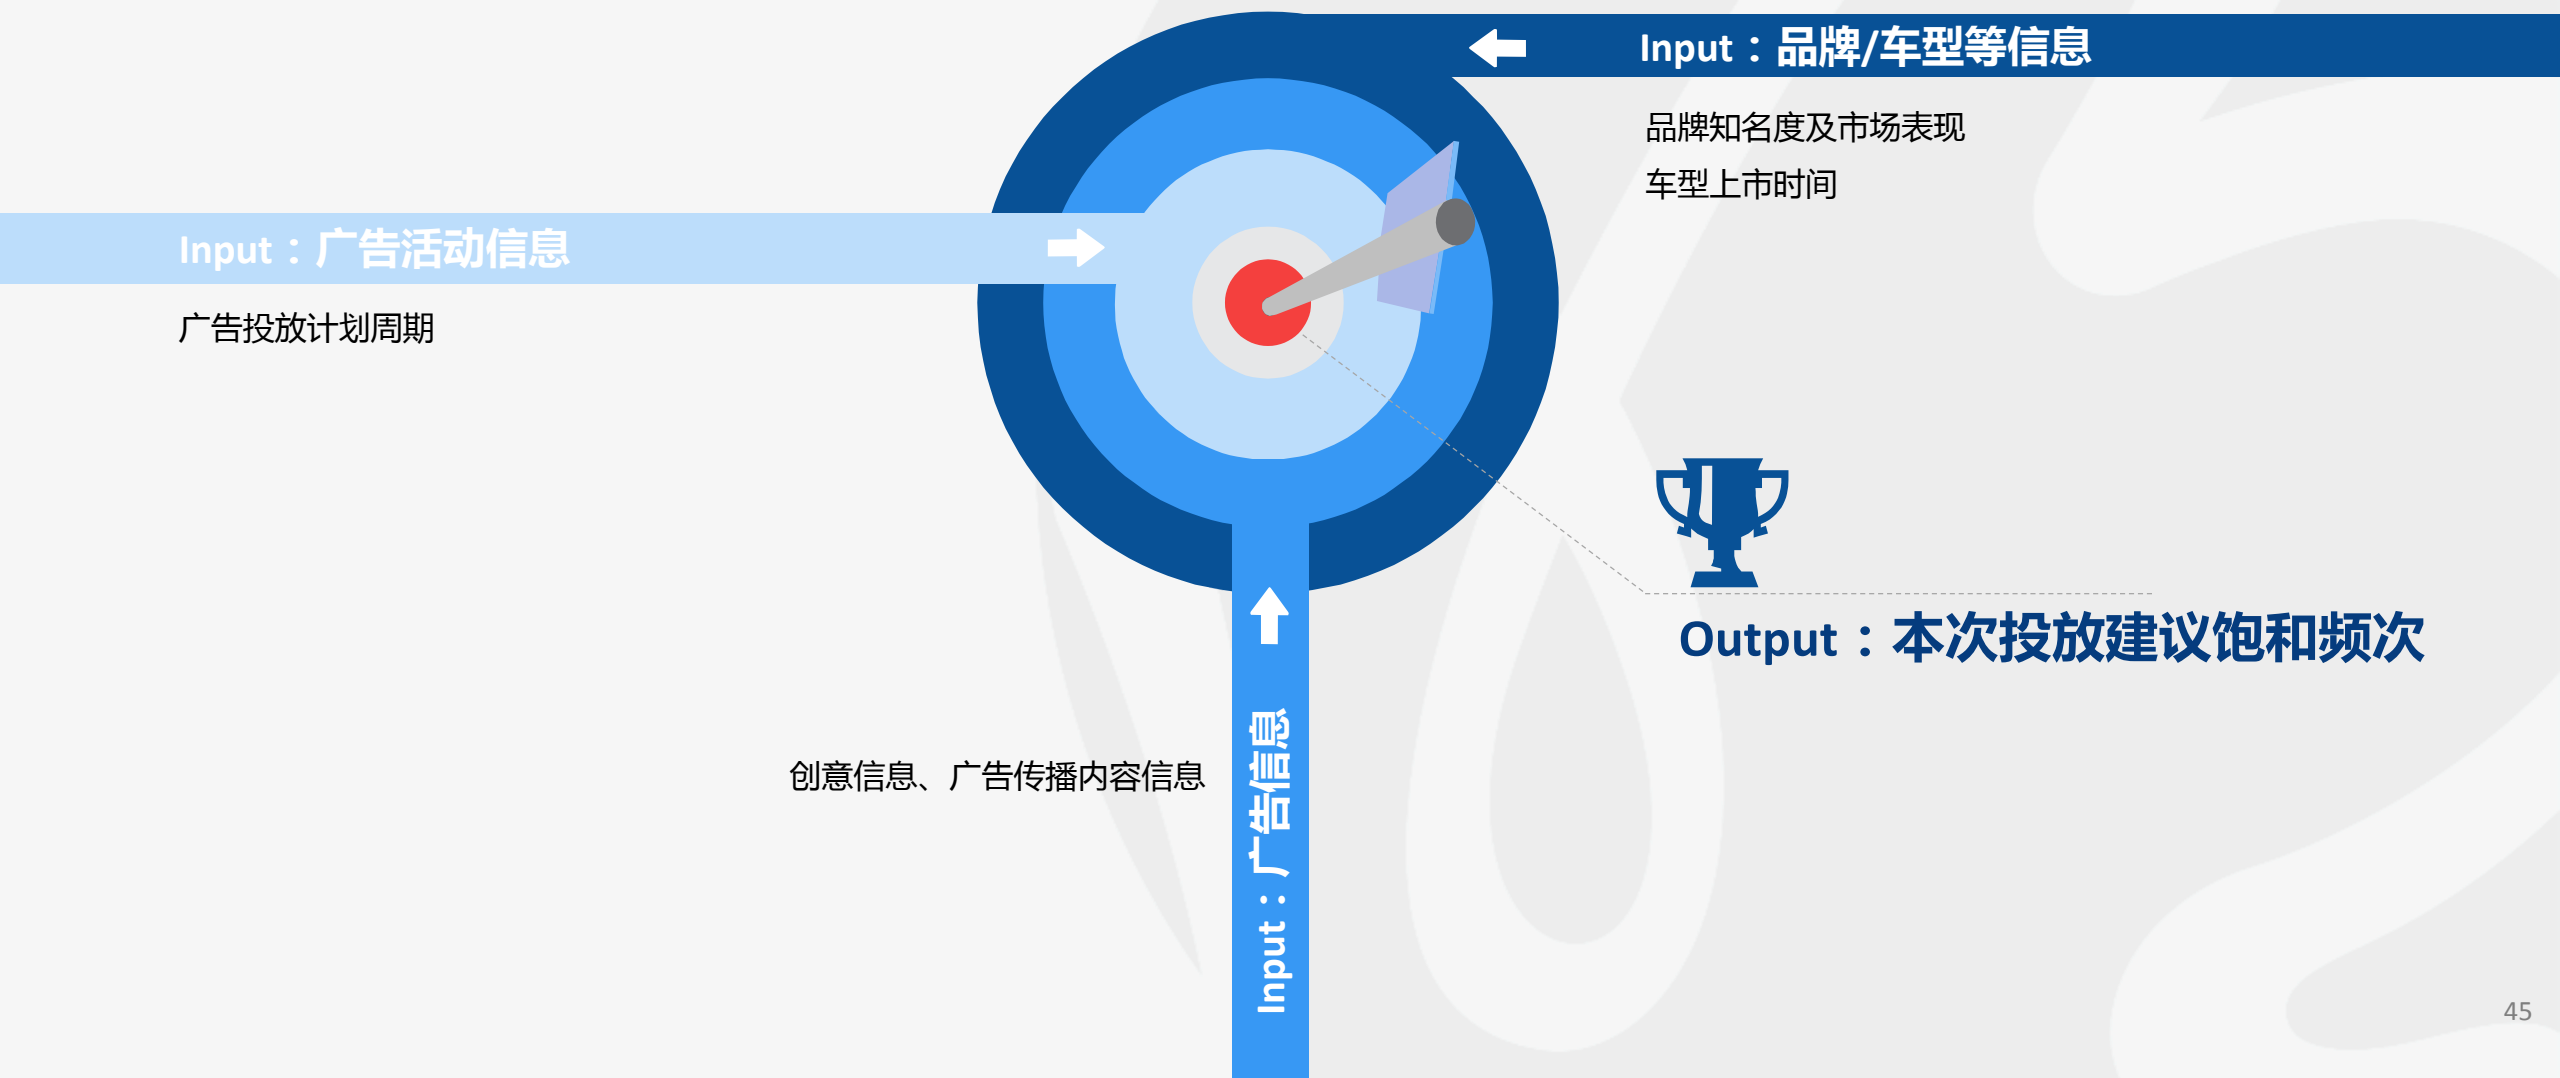 Input：品牌/车型等信息
品牌知名度及市场表现
车型上市时间
Input：广告活动信息
广告投放计划周期
Output：本次投放建议饱和频次
创意信息、广告传播内容信息
Input：广告信息
45